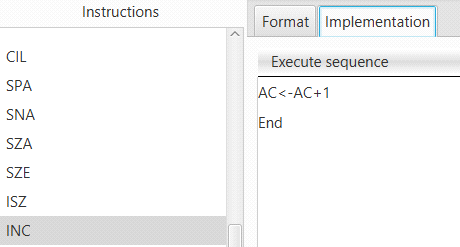 Instructions
CIL
SPA
SNA
SZA
SZE
ISZ
INC
Format Implementation
Execute sequence
AC<-AC+1
End